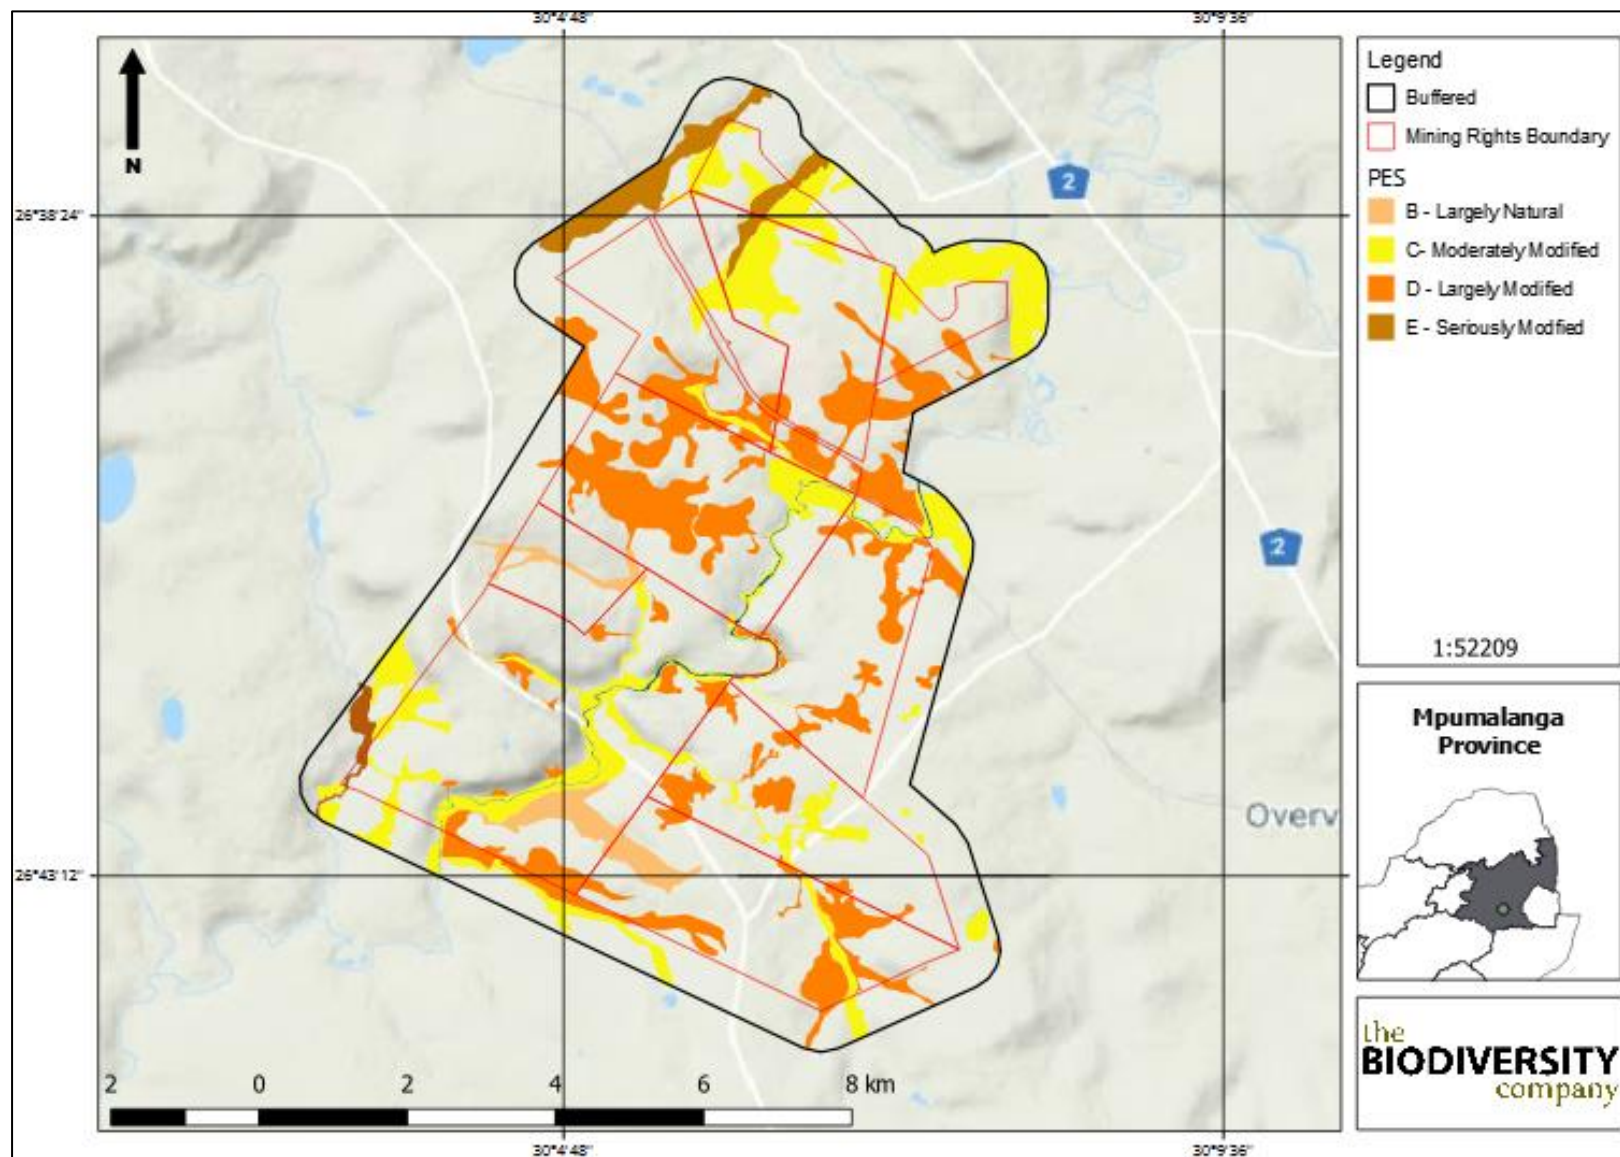 30°4'48"
30°9'36"
N
26°38'24"
26°43'12"
2
2
Overv
2
0
2
4
6
8 km
30°4'48"
30°9'36"
Legend
Buffered
Mining Rights Boundary
PES
B - Largely Natural
C- Moderately Modified
D - Largely Modified
E - Seriously Modfied
1:52209
Mpumalanga
Province
the
BIODIVERSITY
company